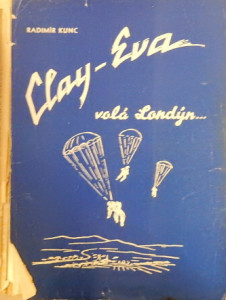 RADIMÍR KUNC
Clay-Eva
volá Londýn...